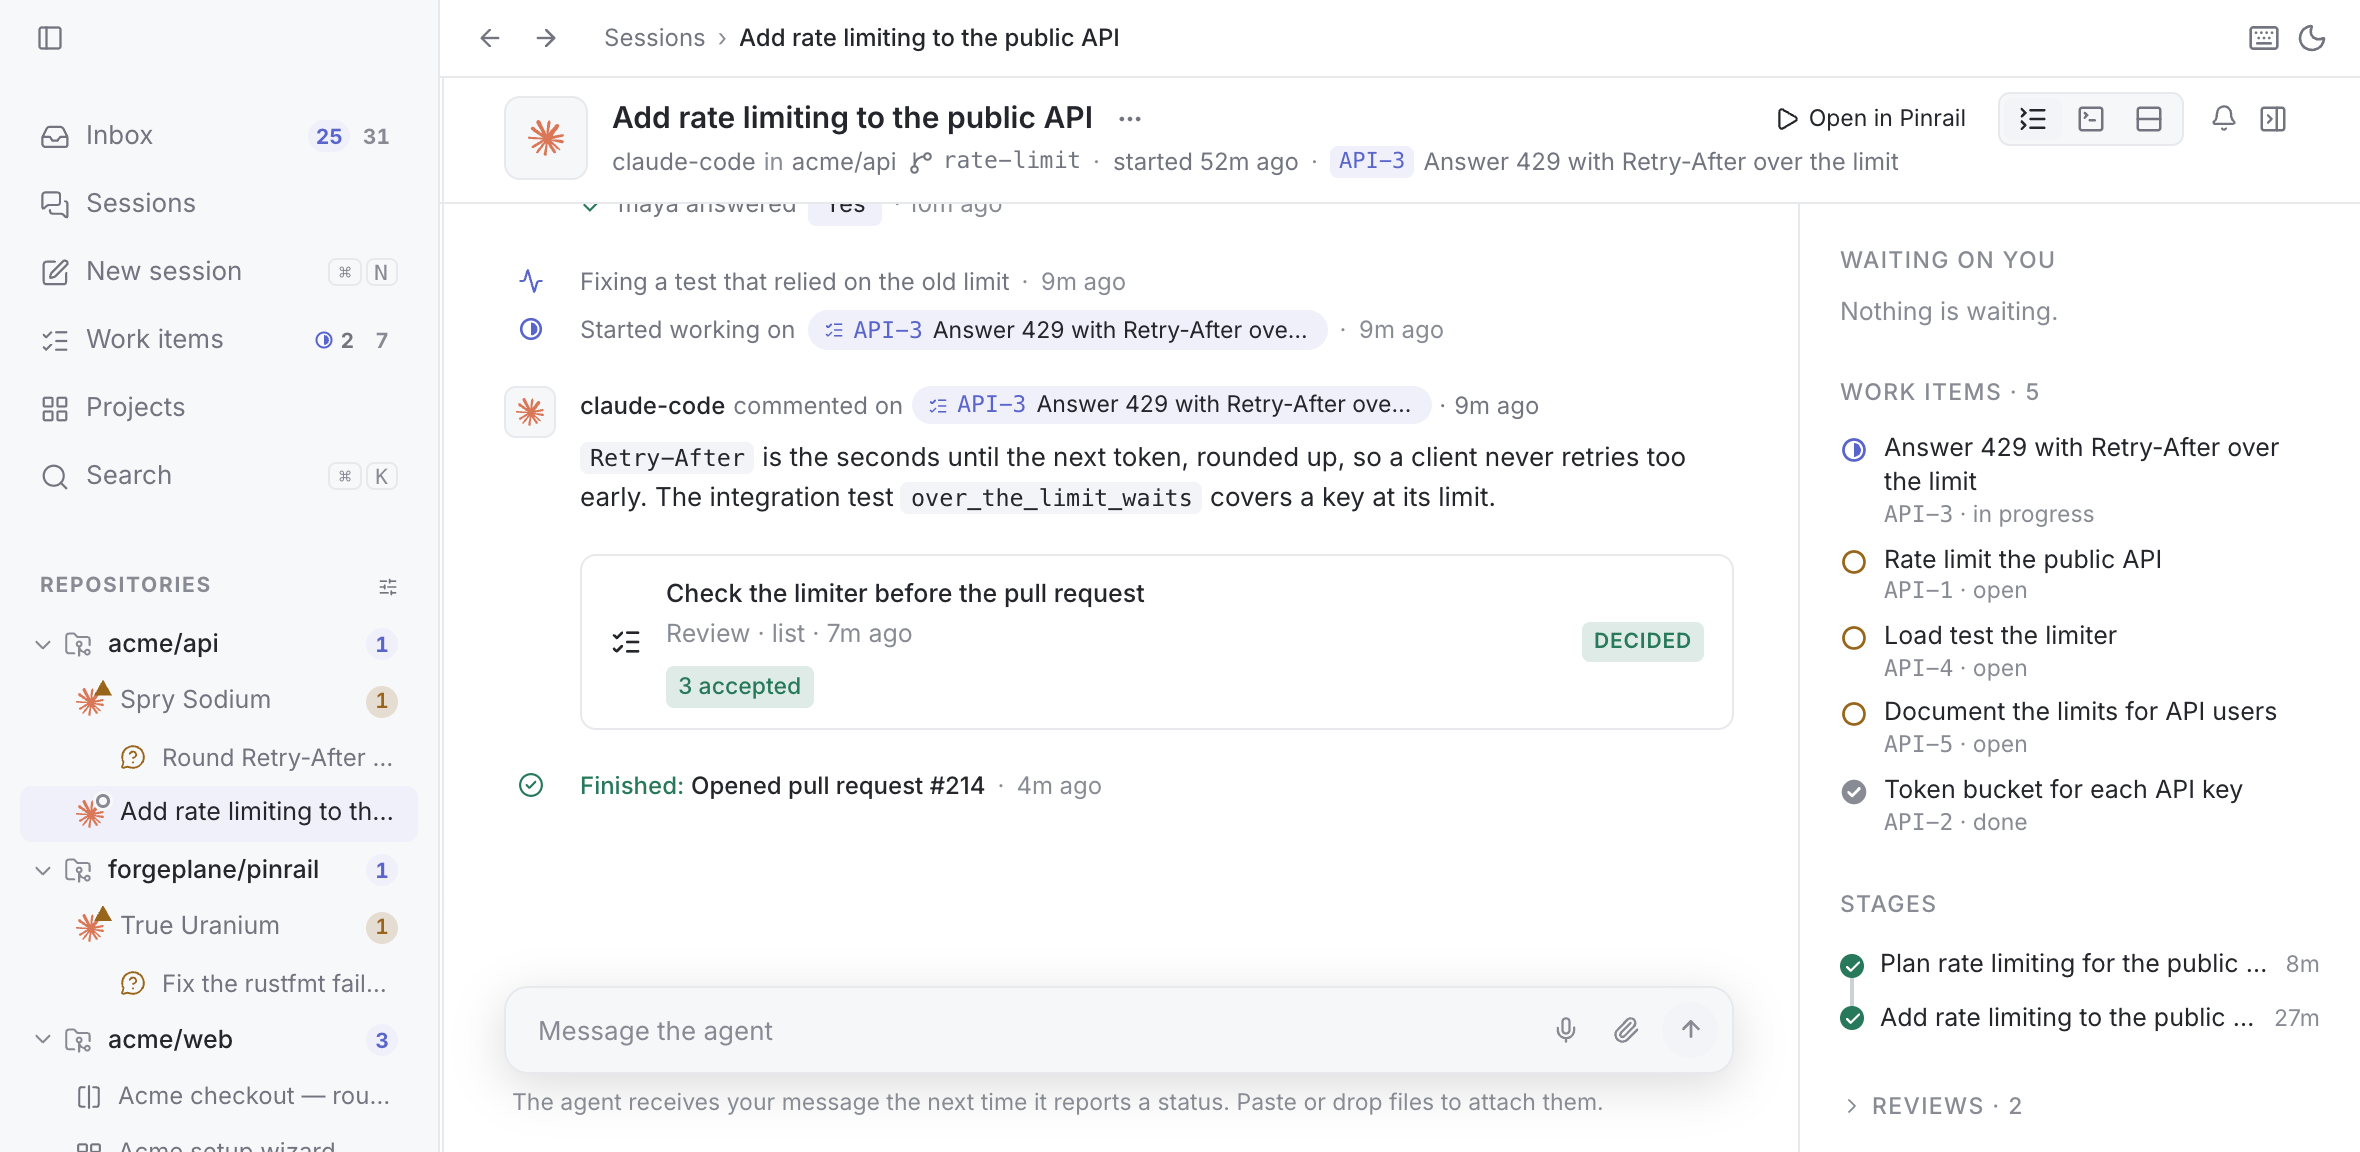 Inbox 25 31
Sessions
New session ⌘ N
Work items 2 7
Projects
Search ⌘ K
REPOSITORIES
acme/api 1
Spry Sodium 1
Round Retry-After ...
Add rate limiting to th...
forgeplane/pinrail 1
True Uranium 1
Fix the rustfmt fail...
acme/web 3
Acme checkout — rou...
Acme setup wizard
Sessions › Add rate limiting to the public API
Add rate limiting to the public API ...
claude-code in acme/api rate-limit · started 52m ago · API-3 Answer 429 with Retry-After over the limit
Open in Pinrail
maya answered Yes · 10m ago
Fixing a test that relied on the old limit · 9m ago
Started working on API-3 Answer 429 with Retry-After ove... · 9m ago
claude-code commented on API-3 Answer 429 with Retry-After ove... · 9m ago
Retry-After is the seconds until the next token, rounded up, so a client never retries too
early. The integration test over_the_limit_waits covers a key at its limit.
Check the limiter before the pull request
Review · list · 7m ago
3 accepted
DECIDED
Finished: Opened pull request #214 · 4m ago
Message the agent
The agent receives your message the next time it reports a status. Paste or drop files to attach them.
WAITING ON YOU
Nothing is waiting.
WORK ITEMS · 5
Answer 429 with Retry-After over
the limit
API-3 · in progress
Rate limit the public API
API-1 · open
Load test the limiter
API-4 · open
Document the limits for API users
API-5 · open
Token bucket for each API key
API-2 · done
STAGES
Plan rate limiting for the public ... 8m
Add rate limiting to the public ... 27m
REVIEWS · 2